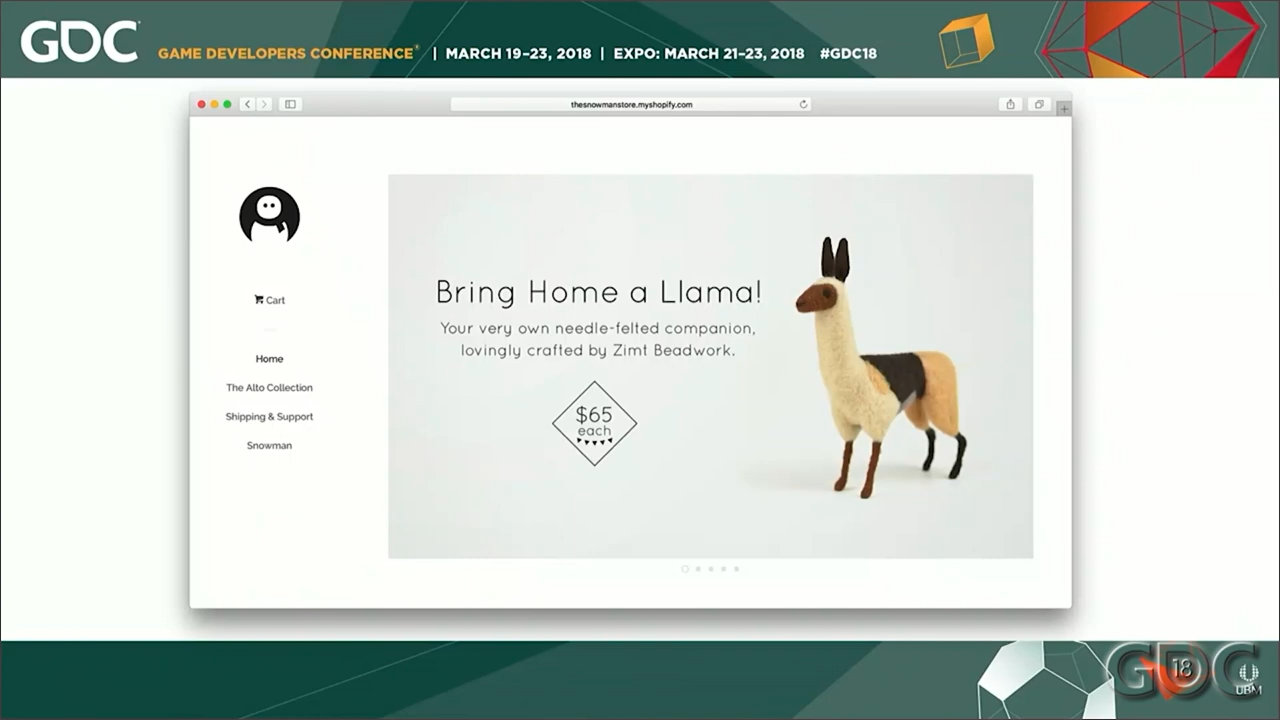 GDC
GAME DEVELOPERS CONFERENCE® | MARCH 19–23, 2018 | EXPO: MARCH 21–23, 2018 #GDC18
thesnowmanstore.myshopify.com
Cart
Home
The Alto Collection
Shipping & Support
Snowman
Bring Home a Llama!
Your very own needle-felted companion,
lovingly crafted by Zimt Beadwork.
$65
each
GDC
18
UBM